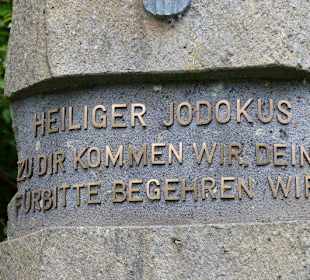 HEILIGER JODOKUS
ZU DIR KOMMEN WIR, DEIN
FÜRBITTE BEGEHREN WIR